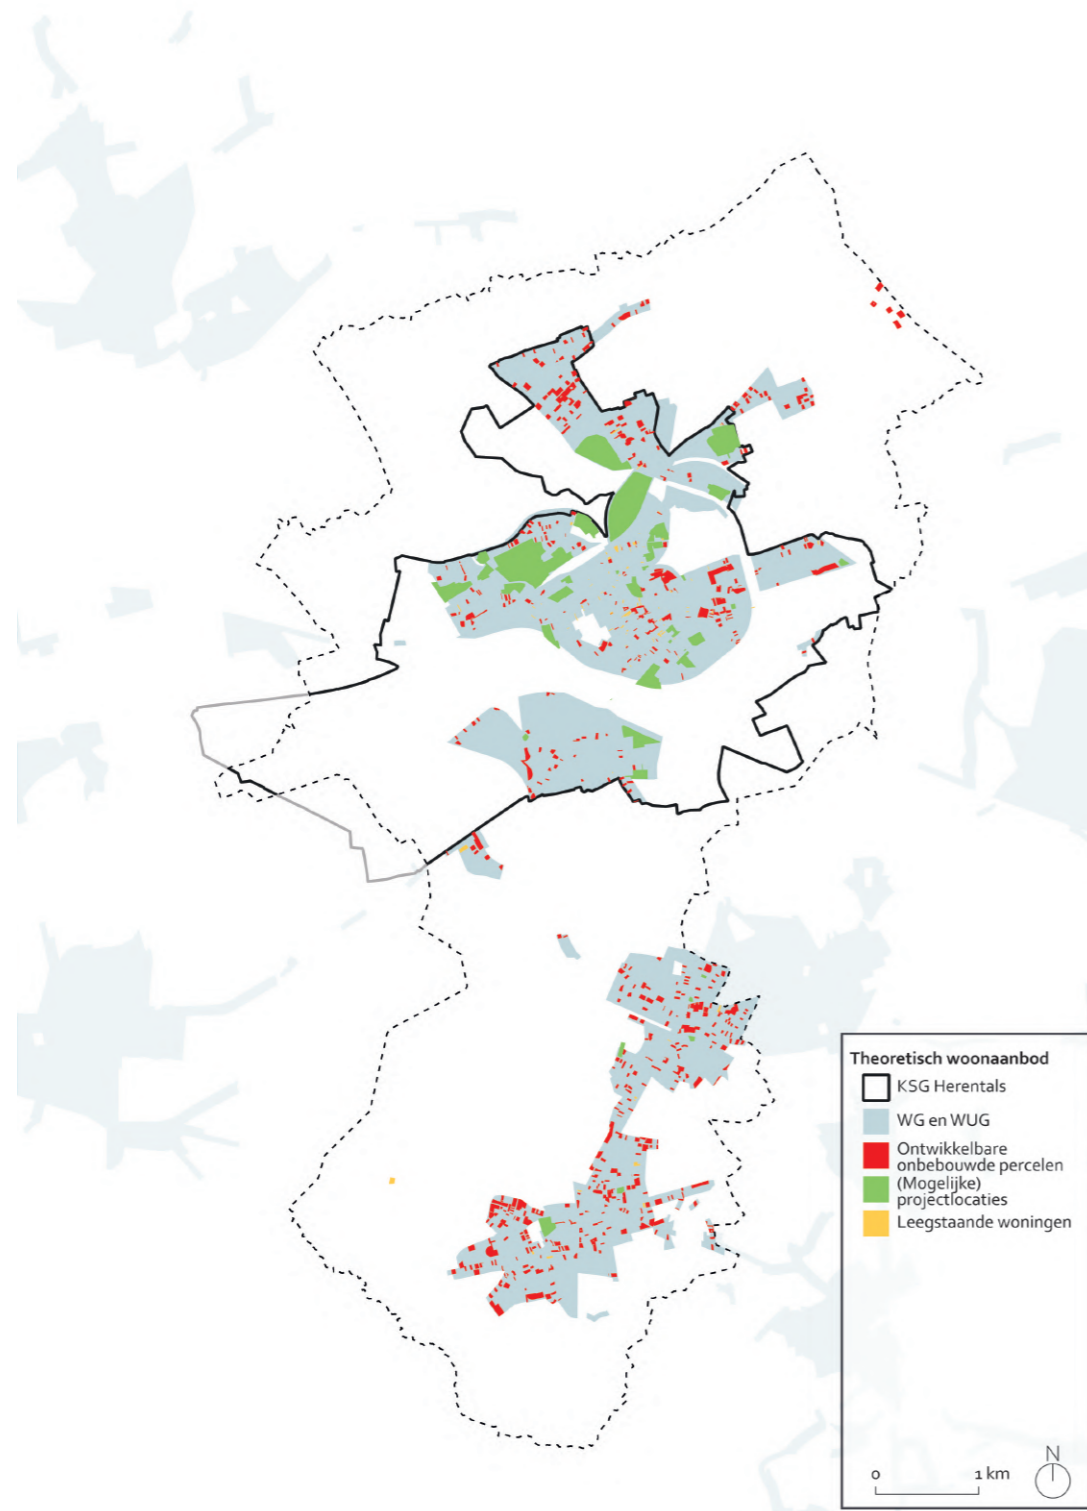 Theoretisch woonaanbod
KSG Herentals
WG en WUG
Ontwikkelbare
onbebouwde percelen
(Mogelijke)
projectlocaties
Leegstaande woningen
N
0
1 km